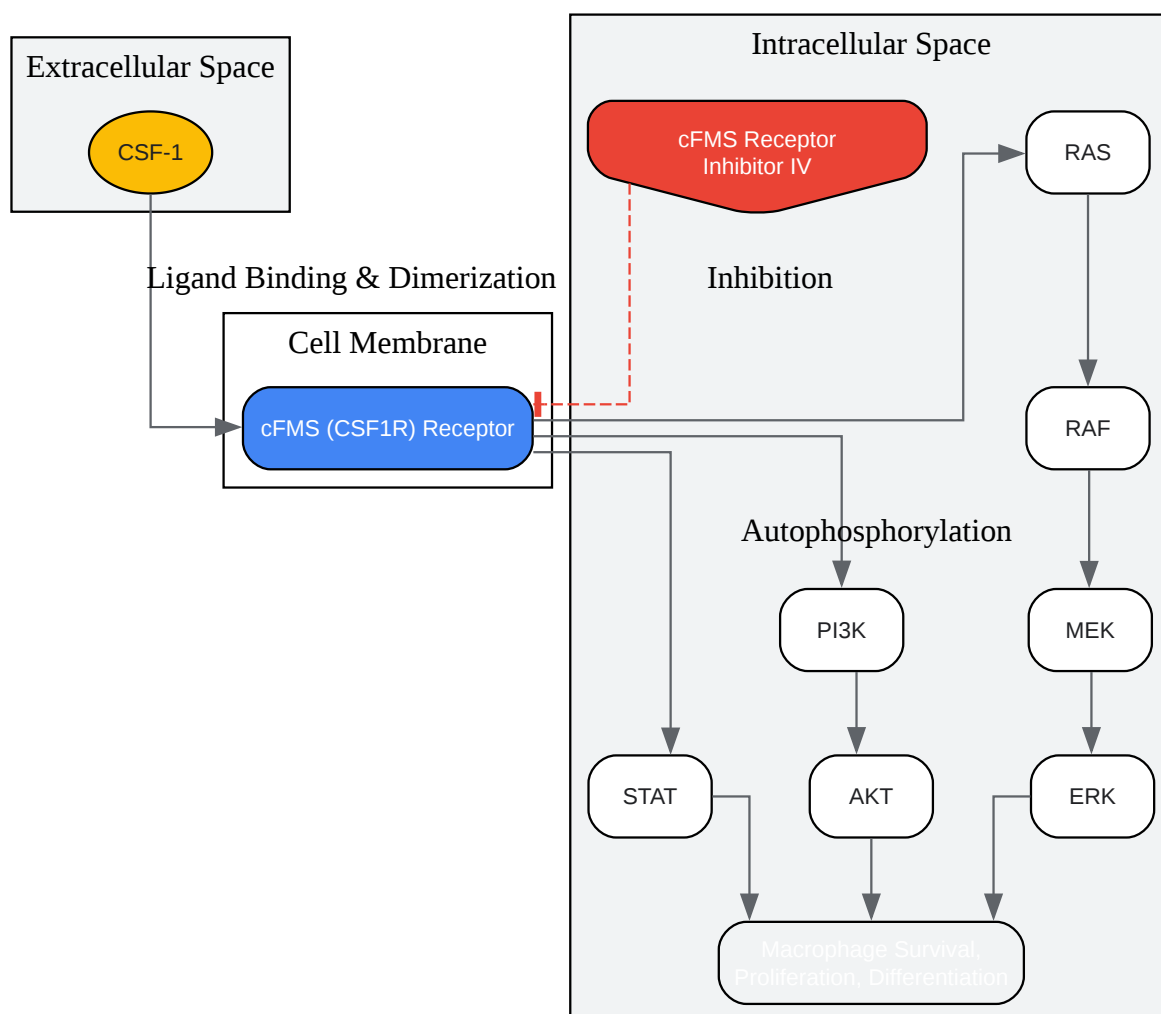 Intracellular Space
Extracellular Space
CSF-1
cFMS Receptor
Inhibitor IV
RAS
Ligand Binding & Dimerization
Inhibition
Cell Membrane
cFMS (CSF1R) Receptor
RAF
Autophosphorylation
PI3K
MEK
STAT
AKT
ERK
Macrophage Survival,
Proliferation, Differentiation